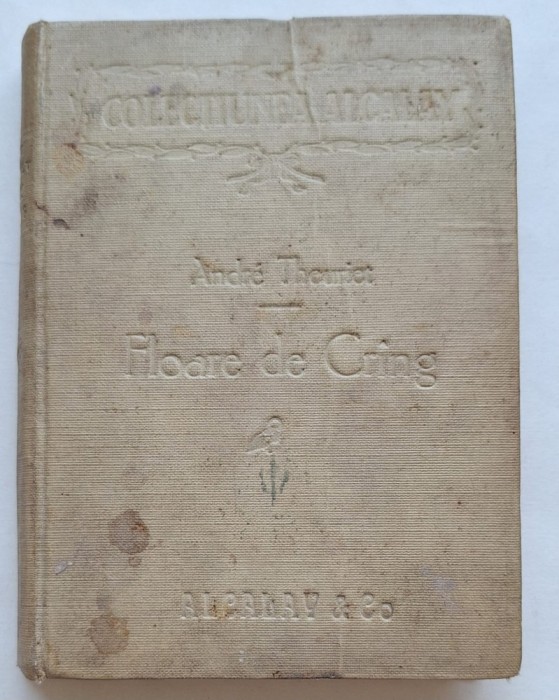 COLECȚIUNEA ALCALAY
André Theuriet
Floare de Crîng
ALCALAY & Co